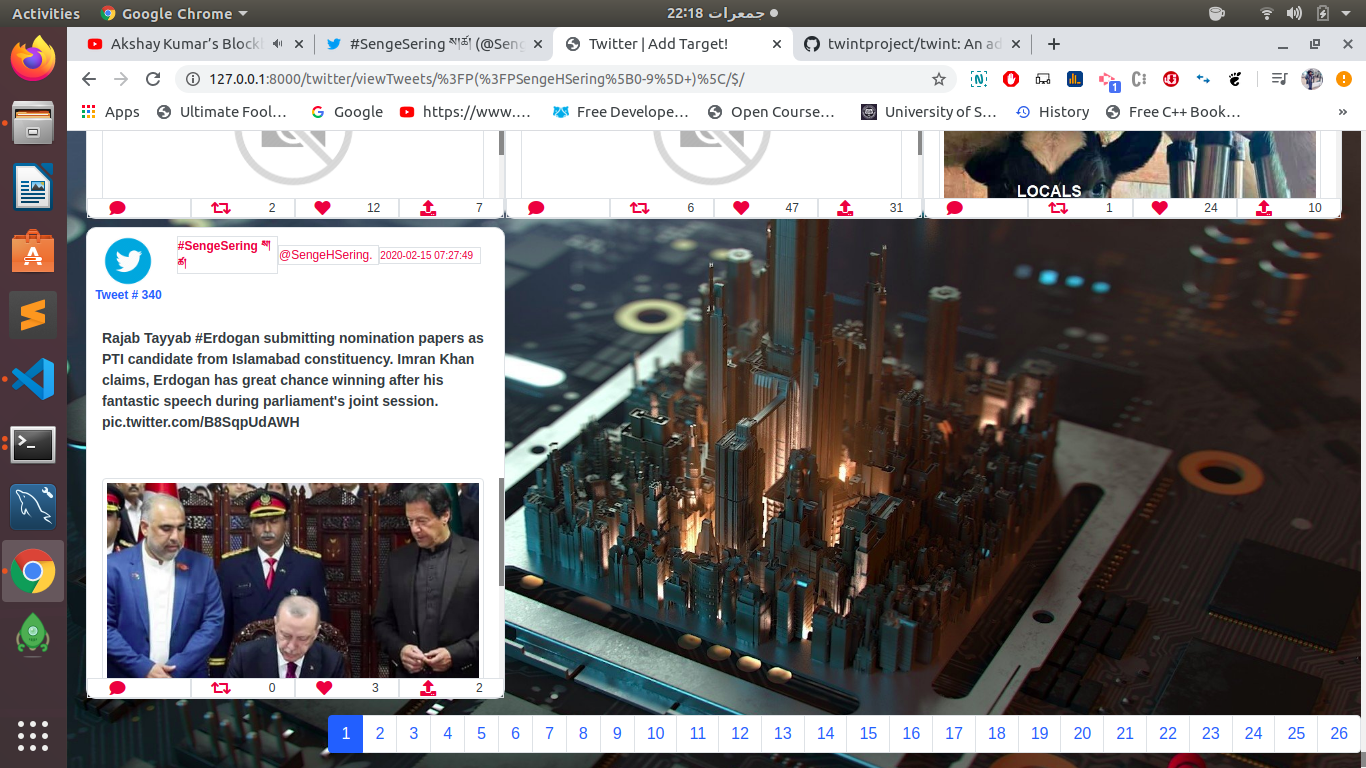 Activities
Google Chrome
22:18 جمعرات
Akshay Kumar's Blockb
#SengeSering སེ།ཚེ། (@Seng
Twitter | Add Target!
twintproject/twint: An ad
127.0.0.1:8000/twitter/viewTweets/%3FP(%3FPSengeHSering%5B0-9%5D+)%5C/$/
1
Apps
Ultimate Fool…
Google
https://www.…
Free Develope…
Open Course…
University of S…
History
Free C++ Book…
»
LOCALS
2 12 7
6 47 31
1 24 10
#SengeSering
@SengeHSering.
2020-02-15 07:27:49
Tweet # 340
Rajab Tayyab #Erdogan submitting nomination papers as
PTI candidate from Islamabad constituency. Imran Khan
claims, Erdogan has great chance winning after his
fantastic speech during parliament's joint session.
pic.twitter.com/B8SqpUdAWH
0 3 2
1 2 3 4 5 6 7 8 9 10 11 12 13 14 15 16 17 18 19 20 21 22 23 24 25 26